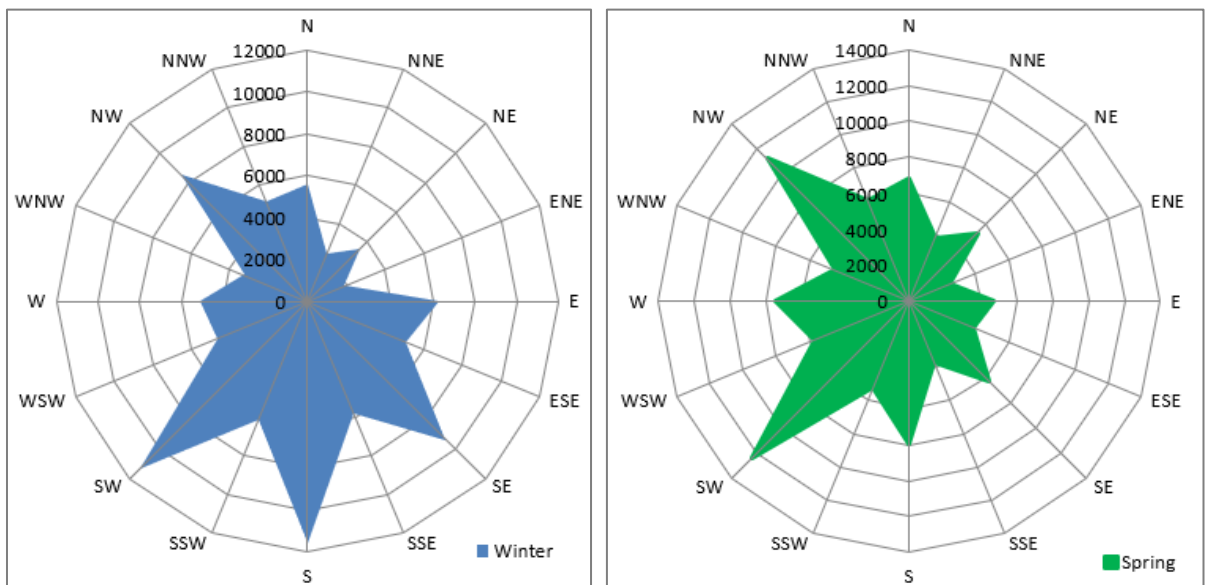 N
NNE
NE
ENE
E
ESE
SE
SSE
S
SSW
SW
WSW
W
WNW
NW
NNW
12000
10000
8000
6000
4000
2000
0
Winter
N
NNE
NE
ENE
E
ESE
SE
SSE
S
SSW
SW
WSW
W
WNW
NW
NNW
14000
12000
10000
8000
6000
4000
2000
0
Spring